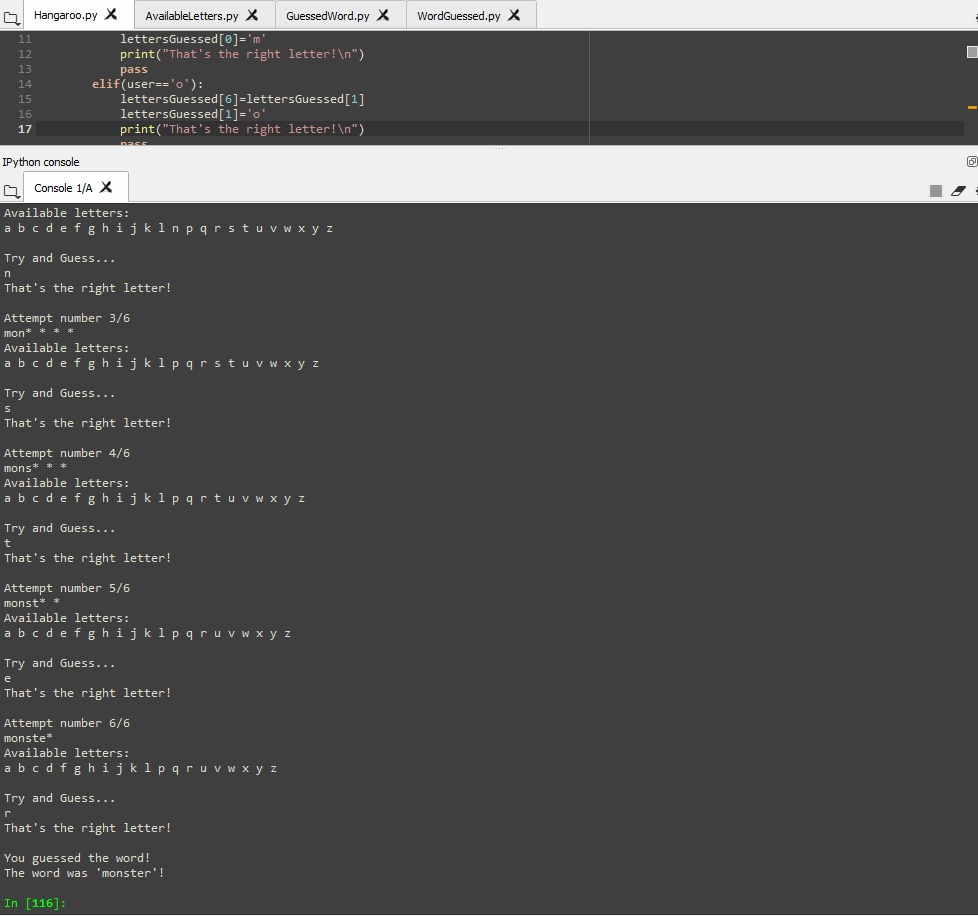 Hangaroo.py AvailableLetters.py GuessedWord.py WordGuessed.py
11 lettersGuessed[0]='m'
12 print("That's the right letter!\n")
13 pass
14 elif(user=='o'):
15 lettersGuessed[6]=lettersGuessed[1]
16 lettersGuessed[1]='o'
17 print("That's the right letter!\n")
pass
IPython console
Console 1/A
Available letters:
a b c d e f g h i j k l n p q r s t u v w x y z
Try and Guess...
n
That's the right letter!
Attempt number 3/6
mon* * * *
Available letters:
a b c d e f g h i j k l p q r s t u v w x y z
Try and Guess...
s
That's the right letter!
Attempt number 4/6
mons* * *
Available letters:
a b c d e f g h i j k l p q r t u v w x y z
Try and Guess...
t
That's the right letter!
Attempt number 5/6
monst* *
Available letters:
a b c d e f g h i j k l p q r u v w x y z
Try and Guess...
e
That's the right letter!
Attempt number 6/6
monste*
Available letters:
a b c d f g h i j k l p q r u v w x y z
Try and Guess...
r
That's the right letter!
You guessed the word!
The word was 'monster'!
In [116]: